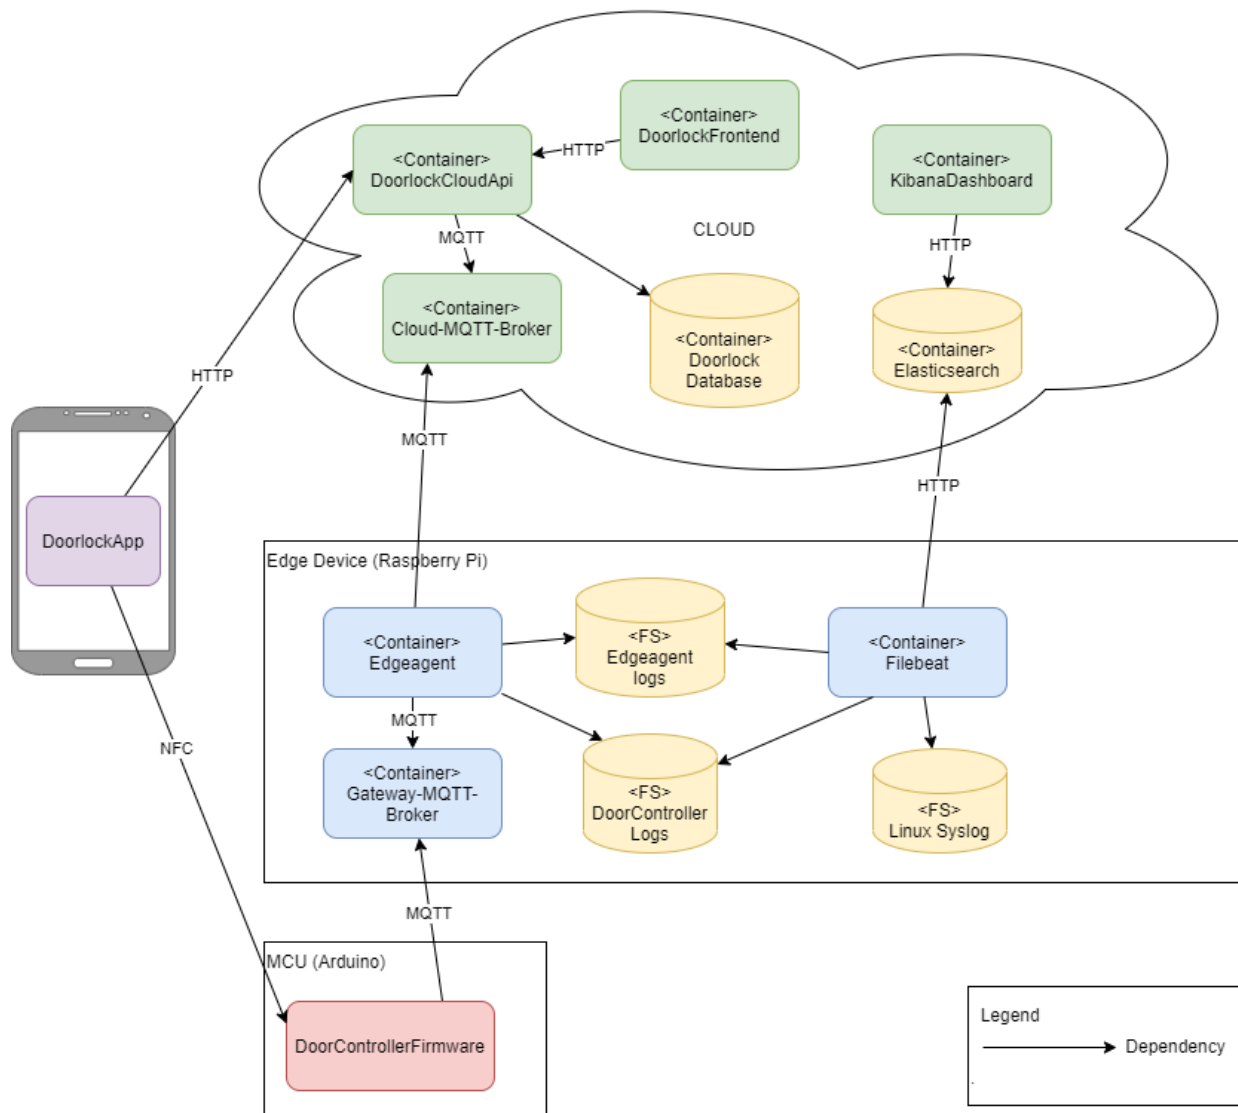 <Container>
DoorlockFrontend
<Container>
DoorlockCloudApi
HTTP
<Container>
KibanaDashboard
CLOUD
MQTT
HTTP
<Container>
Cloud-MQTT-Broker
<Container>
Doorlock
Database
<Container>
Elasticsearch
HTTP
MQTT
HTTP
DoorlockApp
Edge Device (Raspberry Pi)
<Container>
Edgeagent
<FS>
Edgeagent
logs
<Container>
Filebeat
MQTT
NFC
<Container>
Gateway-MQTT-
Broker
<FS>
DoorController
Logs
<FS>
Linux Syslog
MQTT
MCU (Arduino)
DoorControllerFirmware
Legend
Dependency
.